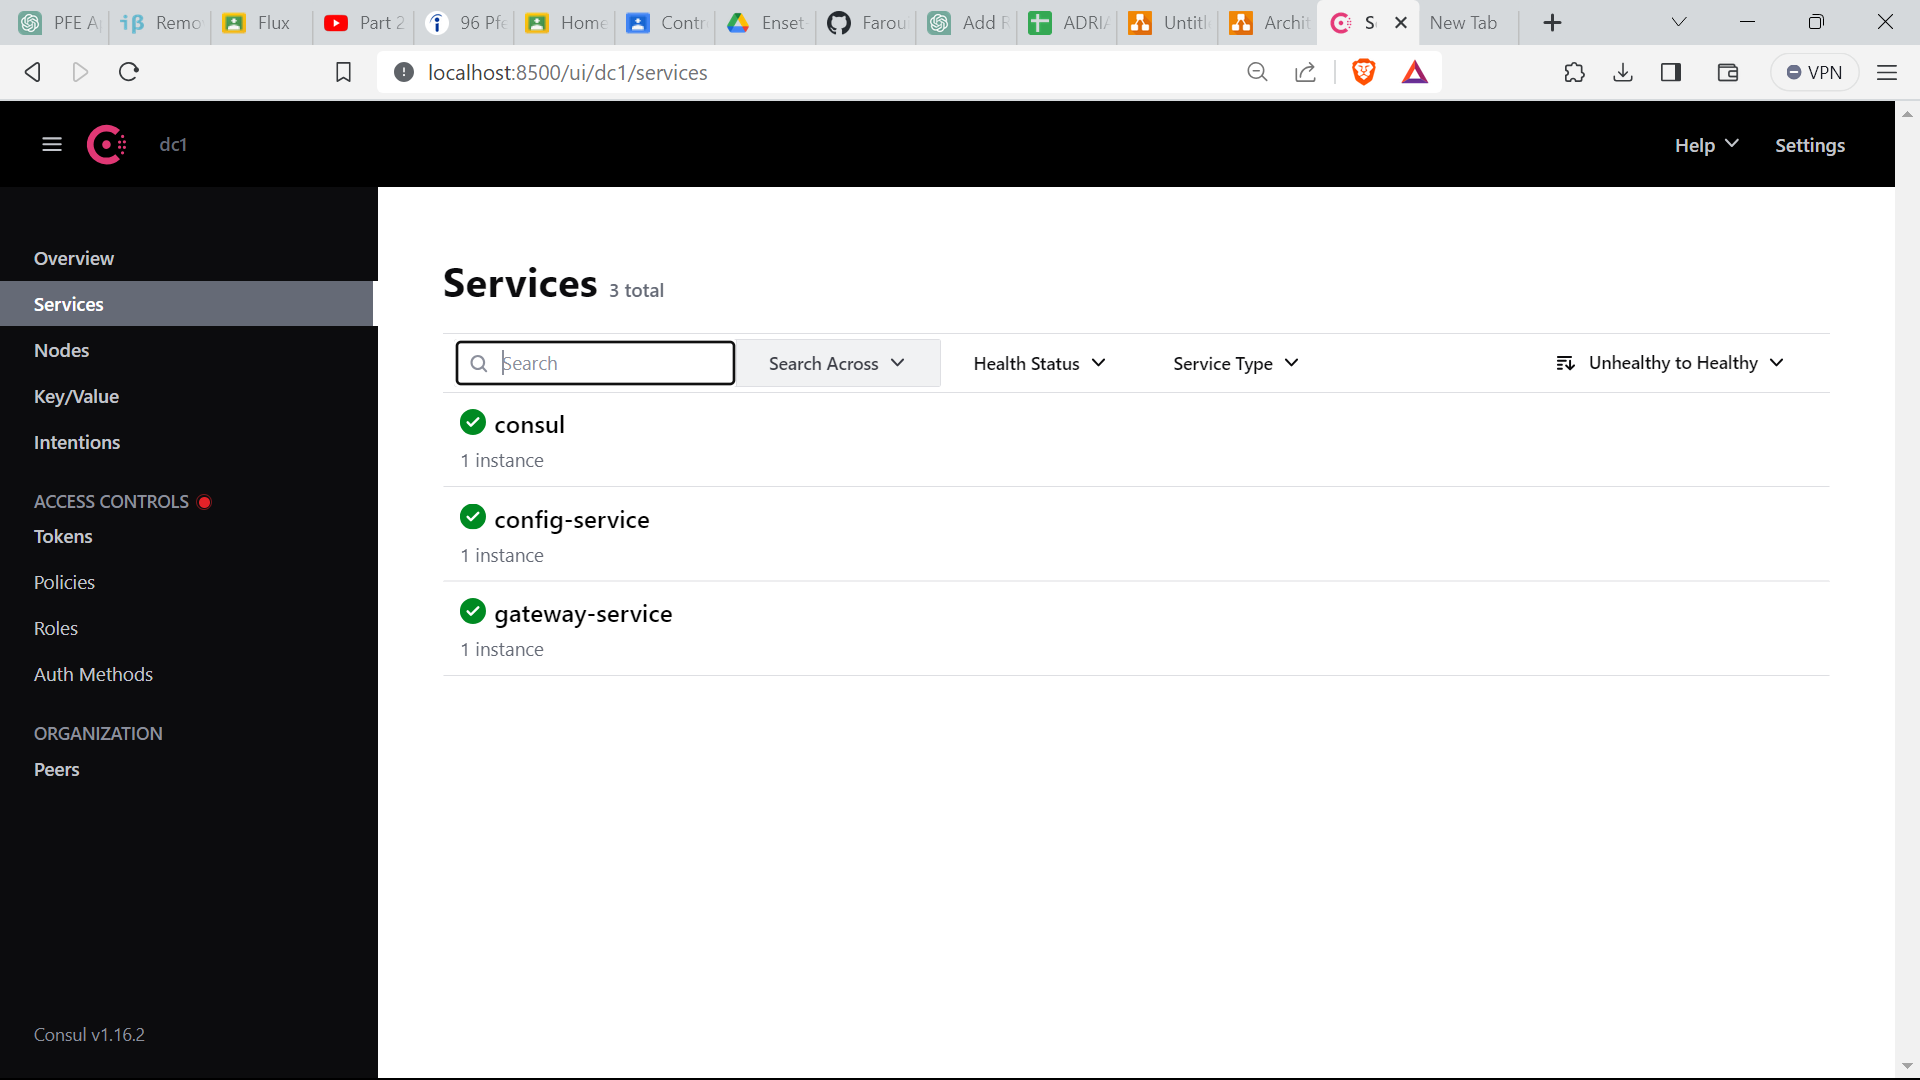 PFE A
iβ Remo
Flux
Part 2
96 Pfe
Home
Contr
Enset-
Farou
Add R
ADRIA
Untitl
Archit
S
New Tab
localhost:8500/ui/dc1/services
VPN
dc1
Help
Settings
Overview
Services
Nodes
Key/Value
Intentions
ACCESS CONTROLS
Tokens
Policies
Roles
Auth Methods
ORGANIZATION
Peers
Consul v1.16.2
Services 3 total
Search
Search Across
Health Status
Service Type
Unhealthy to Healthy
consul
1 instance
config-service
1 instance
gateway-service
1 instance